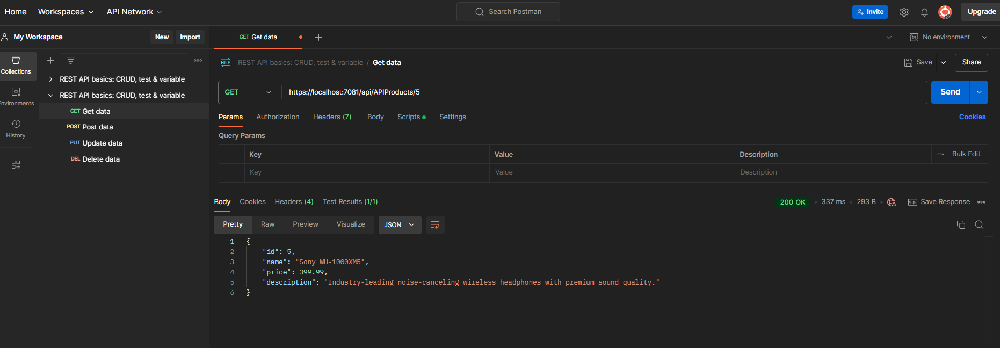 Home Workspaces API Network Search Postman Invite Upgrade
My Workspace New Import GET Get data No environment
Collections
Environments
History
REST API basics: CRUD, test & variable
REST API basics: CRUD, test & variable
GET Get data
POST Post data
PUT Update data
DEL Delete data
HTTP REST API basics: CRUD, test & variable / Get data Save Share
GET https://localhost:7081/api/APIProducts/5 Send
Params Authorization Headers (7) Body Scripts Settings Cookies
Query Params
Key Value Description Bulk Edit
Key Value Description
Body Cookies Headers (4) Test Results (1/1) 200 OK 337 ms 293 B e.g. Save Response
Pretty Raw Preview Visualize JSON
1 {
2 "id": 5,
3 "name": "Sony WH-1000XM5",
4 "price": 399.99,
5 "description": "Industry-leading noise-canceling wireless headphones with premium sound quality."
6 }